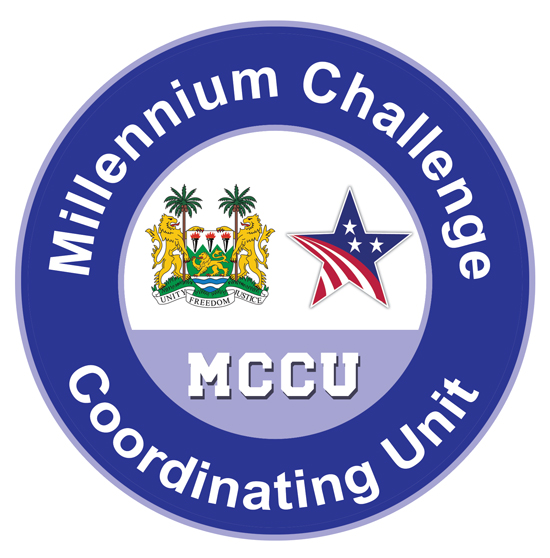 Millennium Challenge
UNITY FREEDOM JUSTICE
MCCU
Coordinating Unit